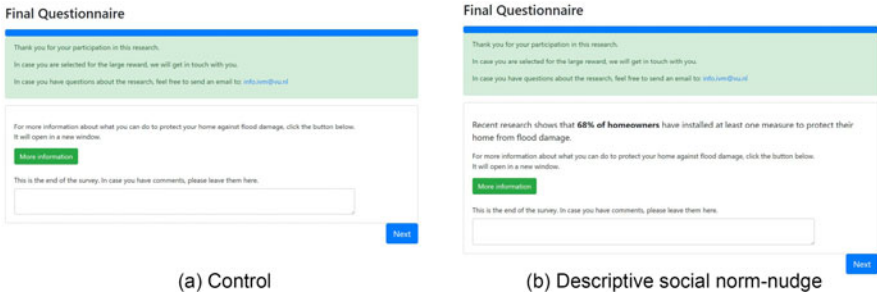 Final Questionnaire
Thank you for your participation in this research.
In case you are selected for the large reward, we will get in touch with you.
In case you have questions about the research, feel free to send an email to: info.ivm@vu.nl
For more information about what you can do to protect your home against flood damage, click the button below.
It will open in a new window.
More information
This is the end of the survey. In case you have comments, please leave them here.
Next
(a) Control
Final Questionnaire
Thank you for your participation in this research.
In case you are selected for the large reward, we will get in touch with you.
In case you have questions about the research, feel free to send an email to: info.ivm@vu.nl
Recent research shows that 68% of homeowners have installed at least one measure to protect their
home from flood damage.
For more information about what you can do to protect your home against flood damage, click the button below.
It will open in a new window.
More information
This is the end of the survey. In case you have comments, please leave them here.
Next
(b) Descriptive social norm-nudge